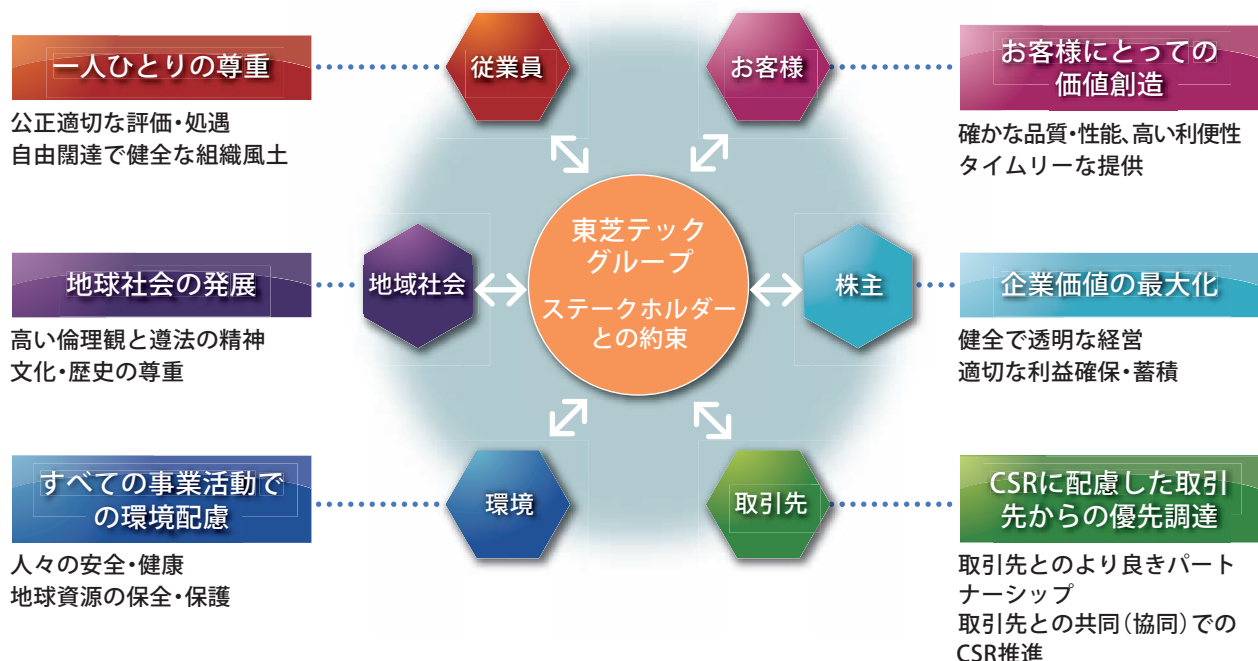 一人ひとりの尊重
公正適切な評価・処遇
自由闊達で健全な組織風土
従業員
お客様
お客様にとっての
価値創造
確かな品質・性能、高い利便性
タイムリーな提供
地球社会の発展
高い倫理観と遵法の精神
文化・歴史の尊重
地域社会
東芝テック
グループ
ステークホルダー
との約束
株主
企業価値の最大化
健全で透明な経営
適切な利益確保・蓄積
すべての事業活動で
の環境配慮
人々の安全・健康
地球資源の保全・保護
環境
取引先
CSRに配慮した取引
先からの優先調達
取引先とのより良きパート
ナーシップ
取引先との共同(協同)での
CSR推進